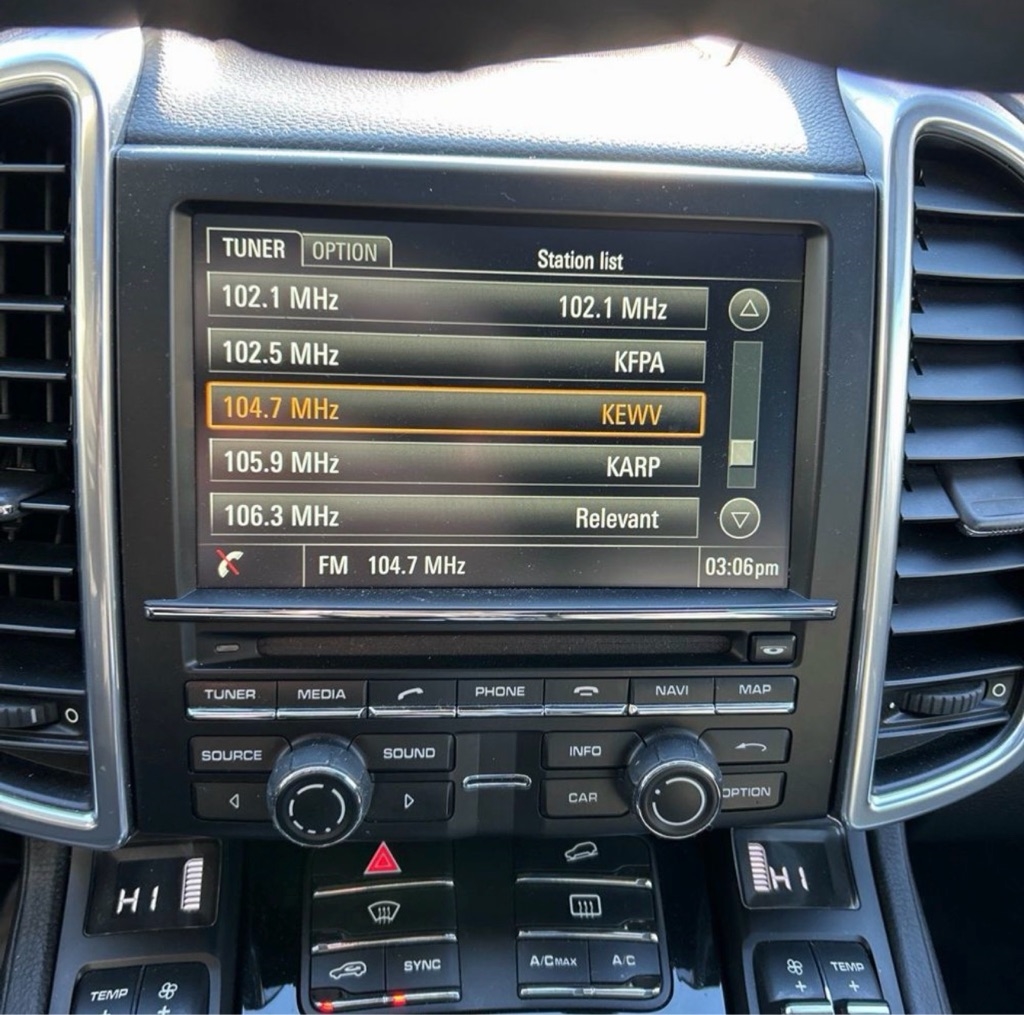 TUNER OPTION Station list
102.1 MHz 102.1 MHz
102.5 MHz KFPA
104.7 MHz KEWV
105.9 MHz KARP
106.3 MHz Relevant
FM 104.7 MHz 03:06pm
TUNER MEDIA PHONE NAVI MAP
SOURCE SOUND INFO
CAR OPTION
HI HI
SYNC A/C MAX A/C
TEMP + + + TEMP +